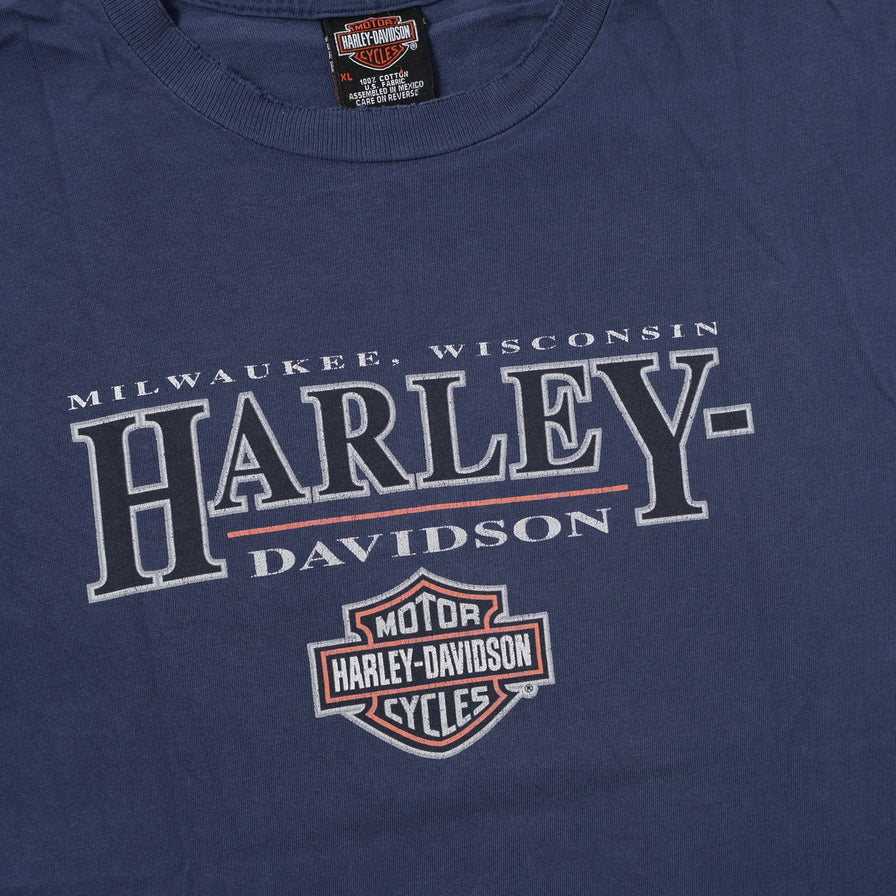 MOTOR
HARLEY-DAVIDSON
CYCLES ®
XL
100% COTTON
U.S. FABRIC
ASSEMBLED IN MEXICO
CARE ON REVERSE
MILWAUKEE, WISCONSIN
HARLEY-
DAVIDSON
MOTOR
HARLEY-DAVIDSON
CYCLES ®